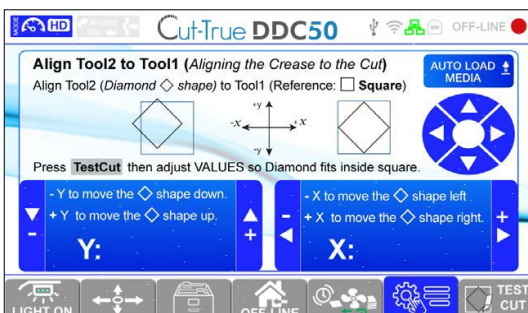 MODE
HD
REVERSE SIDE
Cut-True DDC50
OFF-LINE
Align Tool2 to Tool1 (Aligning the Crease to the Cut)
Align Tool2 (Diamond ◇ shape) to Tool1 (Reference: □ Square)
AUTO LOAD
MEDIA
+y
-x
+x
-y
Press TestCut then adjust VALUES so Diamond fits inside square.
- Y to move the ◇ shape down.
+ Y to move the ◇ shape up.
-
+
Y:
- X to move the ◇ shape left .
+ X to move the ◇ shape right.
-
+
X:
LIGHT ON
OFF-LINE
TEST
CUT